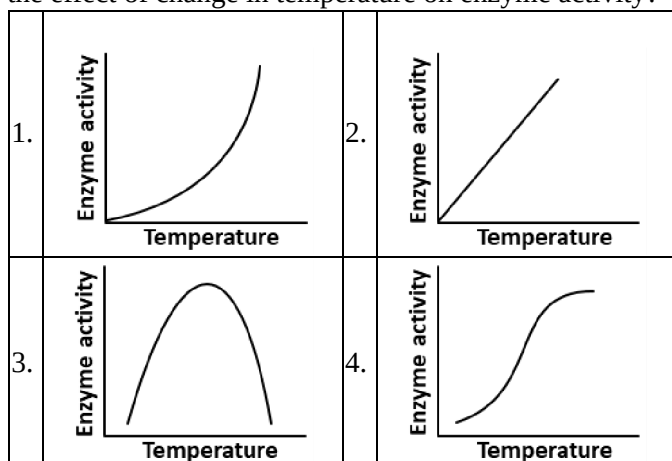 the effect of change in temperature on enzyme activity?
1.
Enzyme activity
Temperature
2.
Enzyme activity
Temperature
3.
Enzyme activity
Temperature
4.
Enzyme activity
Temperature